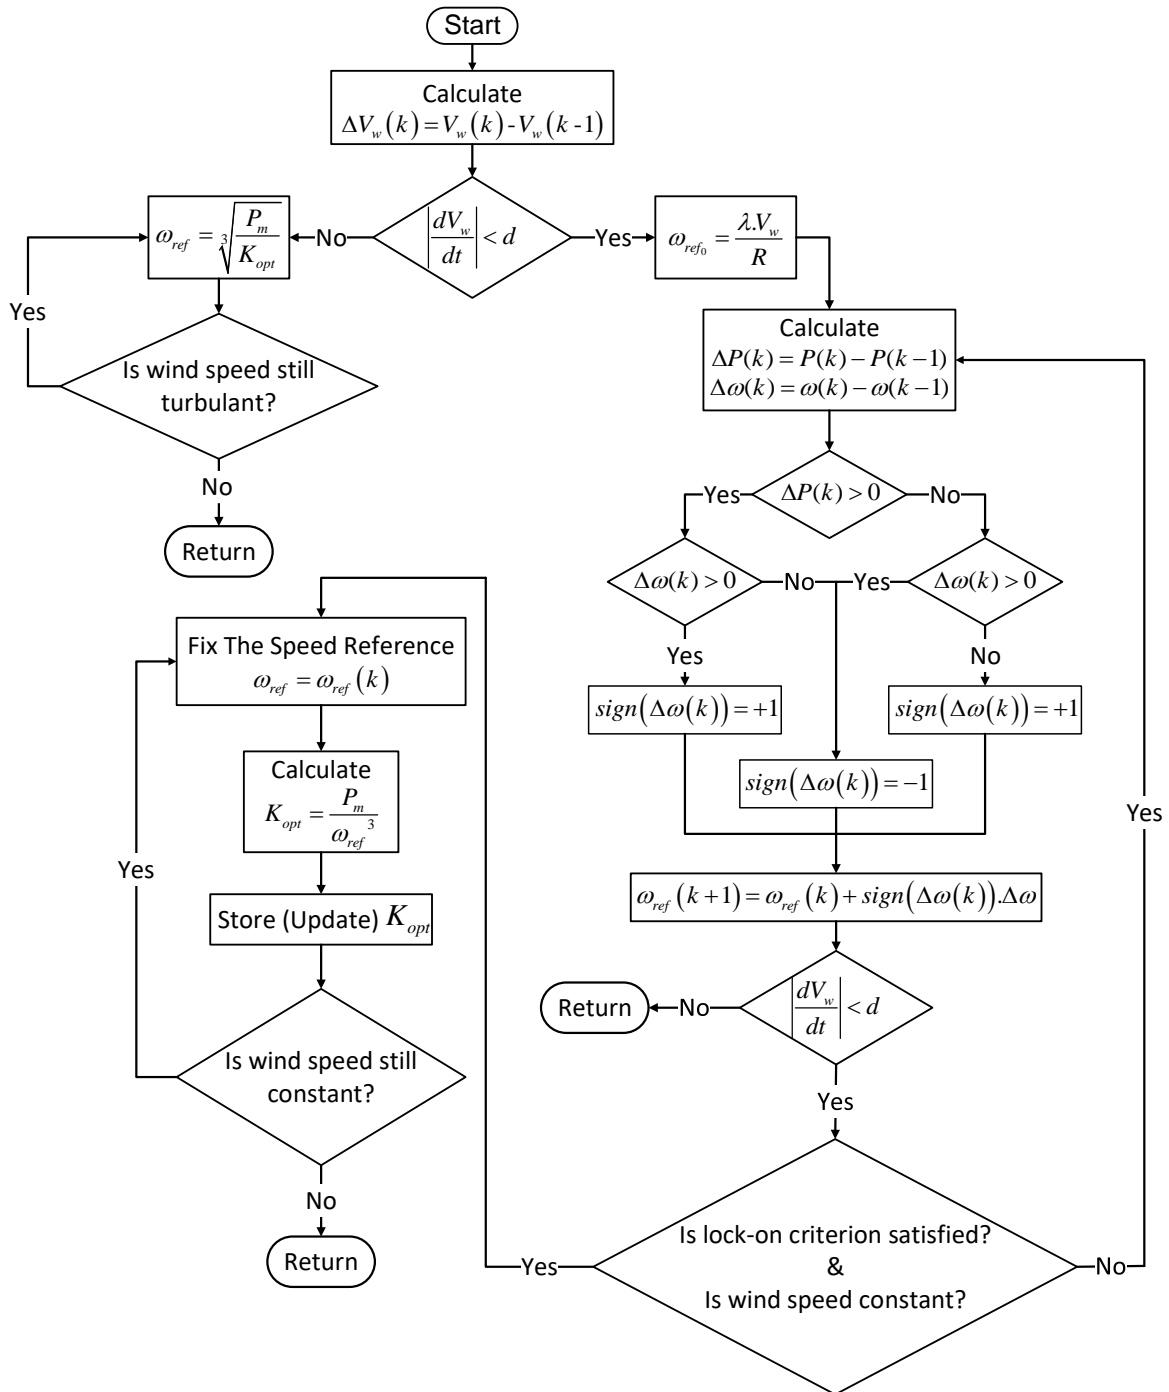 Start
Calculate
ΔV_w(k)=V_w(k)-V_w(k-1)
|dV_w/dt|<d
No
Yes
ω_ref = ∛(P_m/K_opt)
Yes
Is wind speed still
turbulant?
No
Return
ω_ref₀ = λ.V_w/R
Calculate
ΔP(k)=P(k)−P(k−1)
Δω(k)=ω(k)−ω(k−1)
ΔP(k)>0
Yes
No
Δω(k)>0
No
Yes
Δω(k)>0
Yes
No
sign(Δω(k))=+1
sign(Δω(k))=+1
sign(Δω(k))=−1
ω_ref(k+1)=ω_ref(k)+sign(Δω(k)).Δω
|dV_w/dt|<d
No
Return
Yes
Is lock-on criterion satisfied?
&
Is wind speed constant?
No
Yes
Yes
Fix The Speed Reference
ω_ref=ω_ref(k)
Calculate
K_opt=P_m/ω_ref³
Store (Update) K_opt
Is wind speed still
constant?
Yes
No
Return